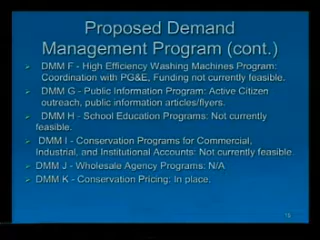 Proposed Demand
Management Program (cont.)
DMM F - High Efficiency Washing Machines Program:
Coordination with PG&E, Funding not currently feasible.
DMM G - Public Information Program: Active Citizen
outreach, public information articles/flyers.
DMM H - School Education Programs: Not currently
feasible.
DMM I - Conservation Programs for Commercial,
Industrial, and Institutional Accounts: Not currently feasible.
DMM J - Wholesale Agency Programs: N/A
DMM K - Conservation Pricing: In place.